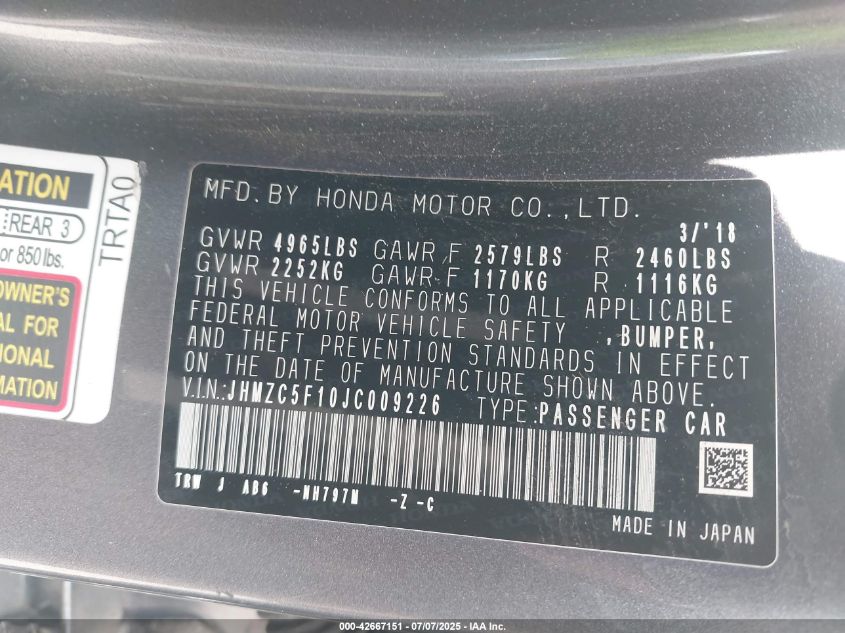 ATION
REAR 3
or 850 lbs.
OWNER'S
AL FOR
IONAL
MATION
TRTA0
MFD. BY HONDA MOTOR CO., LTD.
3/'18
GVWR 4965LBS GAWR F 2579LBS R 2460LBS
GVWR 2252KG GAWR F 1170KG R 1116KG
THIS VEHICLE CONFORMS TO ALL APPLICABLE
FEDERAL MOTOR VEHICLE SAFETY ,BUMPER,
AND THEFT PREVENTION STANDARDS IN EFFECT
ON THE DATE OF MANUFACTURE SHOWN ABOVE.
V.I.N.:JHMZC5F10JC009226 TYPE:PASSENGER CAR
TRW J AB6 -NH797M -Z -C
MADE IN JAPAN
000-42667151 | 07/07/2025 - IAA Inc.